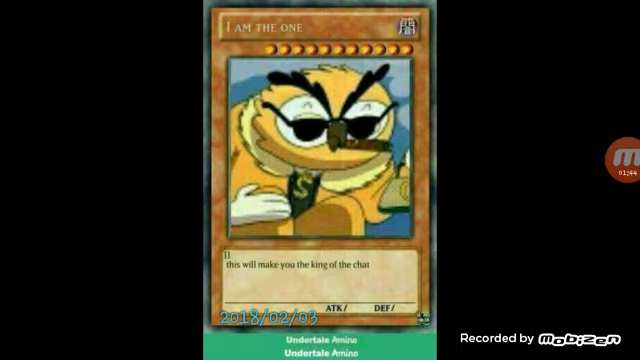 I AM THE ONE
闇
$
[]
this will make you the king of the chat
ATK/ DEF/
2018/02/03
Undertale Amino
Undertale Amino
01:44
Recorded by MOBIZEN